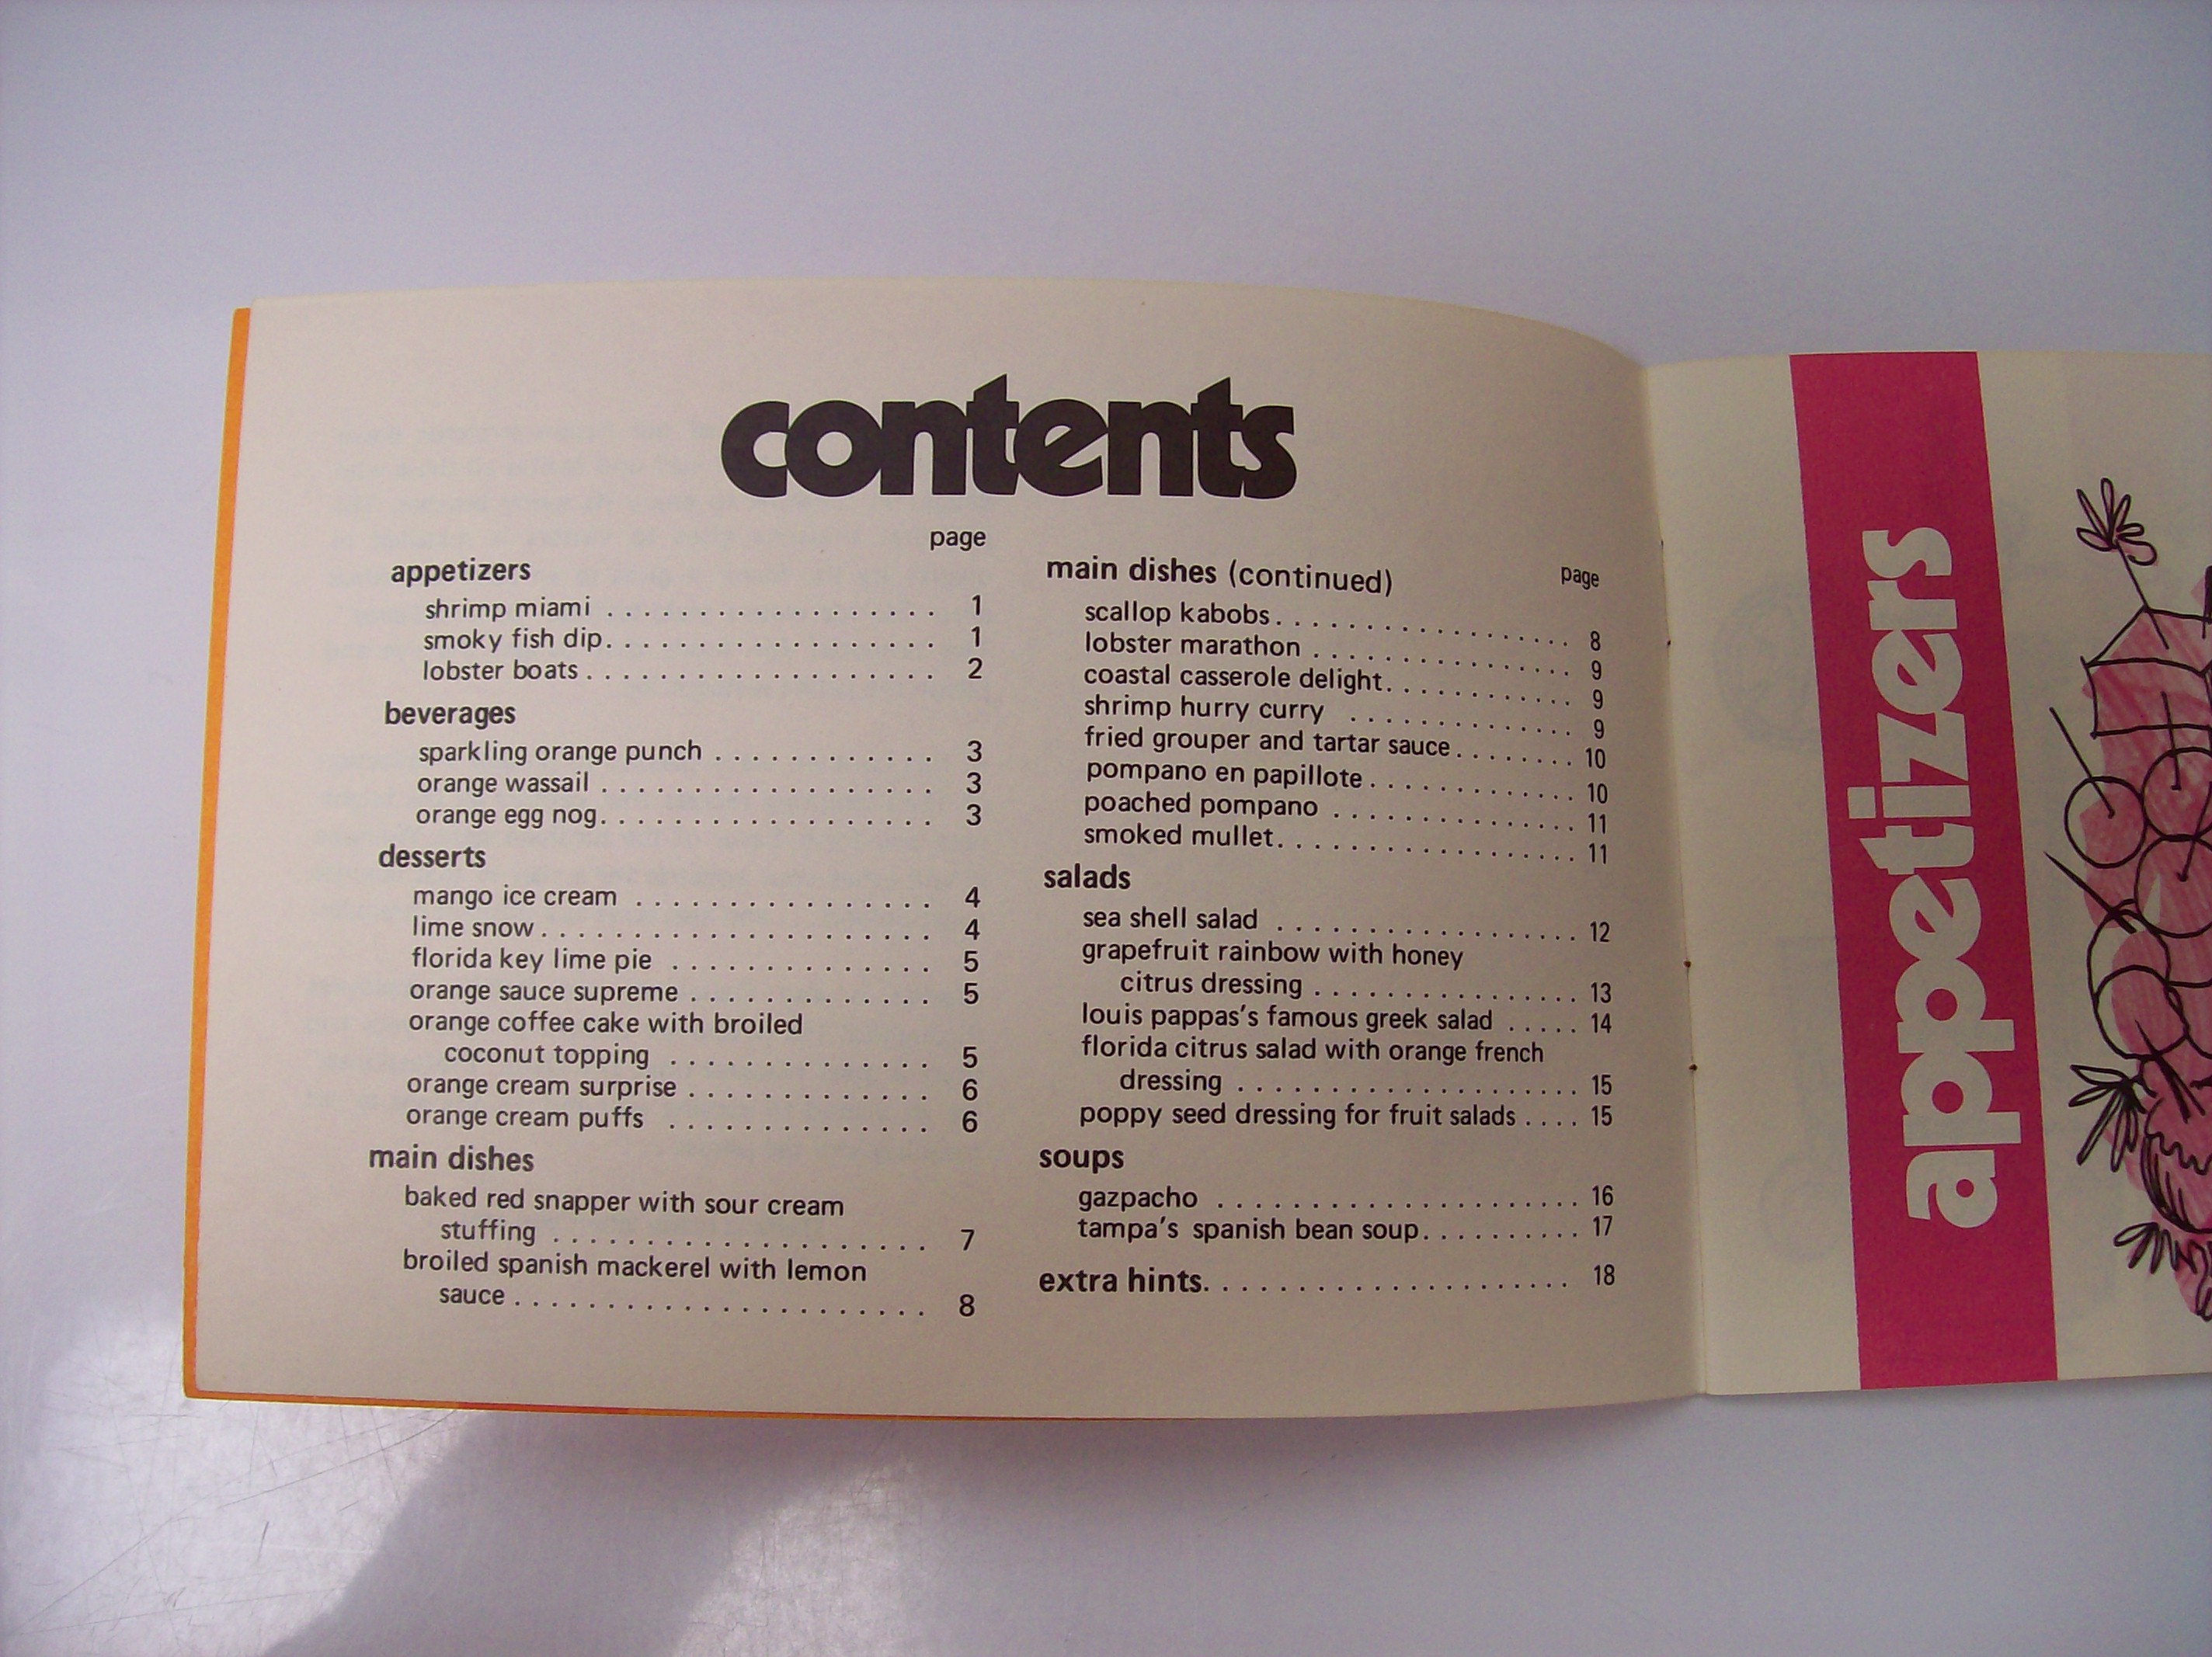 contents
page
appetizers
shrimp miami . . . . . . . . . . . . . . . . . . 1
smoky fish dip. . . . . . . . . . . . . . . . . . 1
lobster boats . . . . . . . . . . . . . . . . . . . 2
beverages
sparkling orange punch . . . . . . . . . . . . 3
orange wassail . . . . . . . . . . . . . . . . . . 3
orange egg nog. . . . . . . . . . . . . . . . . . 3
desserts
mango ice cream . . . . . . . . . . . . . . . . 4
lime snow . . . . . . . . . . . . . . . . . . . . . 4
florida key lime pie . . . . . . . . . . . . . . 5
orange sauce supreme . . . . . . . . . . . . . 5
orange coffee cake with broiled
coconut topping . . . . . . . . . . . . . . 5
orange cream surprise . . . . . . . . . . . . . 6
orange cream puffs . . . . . . . . . . . . . . 6
main dishes
baked red snapper with sour cream
stuffing . . . . . . . . . . . . . . . . . . . . 7
broiled spanish mackerel with lemon
sauce . . . . . . . . . . . . . . . . . . . . . . 8
main dishes (continued) page
scallop kabobs. . . . . . . . . . . . . . . . . . 8
lobster marathon . . . . . . . . . . . . . . . . 9
coastal casserole delight. . . . . . . . . . . . 9
shrimp hurry curry . . . . . . . . . . . . . . 9
fried grouper and tartar sauce . . . . . . . . 10
pompano en papillote . . . . . . . . . . . . . 10
poached pompano . . . . . . . . . . . . . . . 11
smoked mullet. . . . . . . . . . . . . . . . . . 11
salads
sea shell salad . . . . . . . . . . . . . . . . . . 12
grapefruit rainbow with honey
citrus dressing . . . . . . . . . . . . . . . . 13
louis pappas's famous greek salad . . . . . 14
florida citrus salad with orange french
dressing . . . . . . . . . . . . . . . . . . . . 15
poppy seed dressing for fruit salads . . . . 15
soups
gazpacho . . . . . . . . . . . . . . . . . . . . . . 16
tampa's spanish bean soup. . . . . . . . . . 17
extra hints. . . . . . . . . . . . . . . . . . . . . 18
appetizers